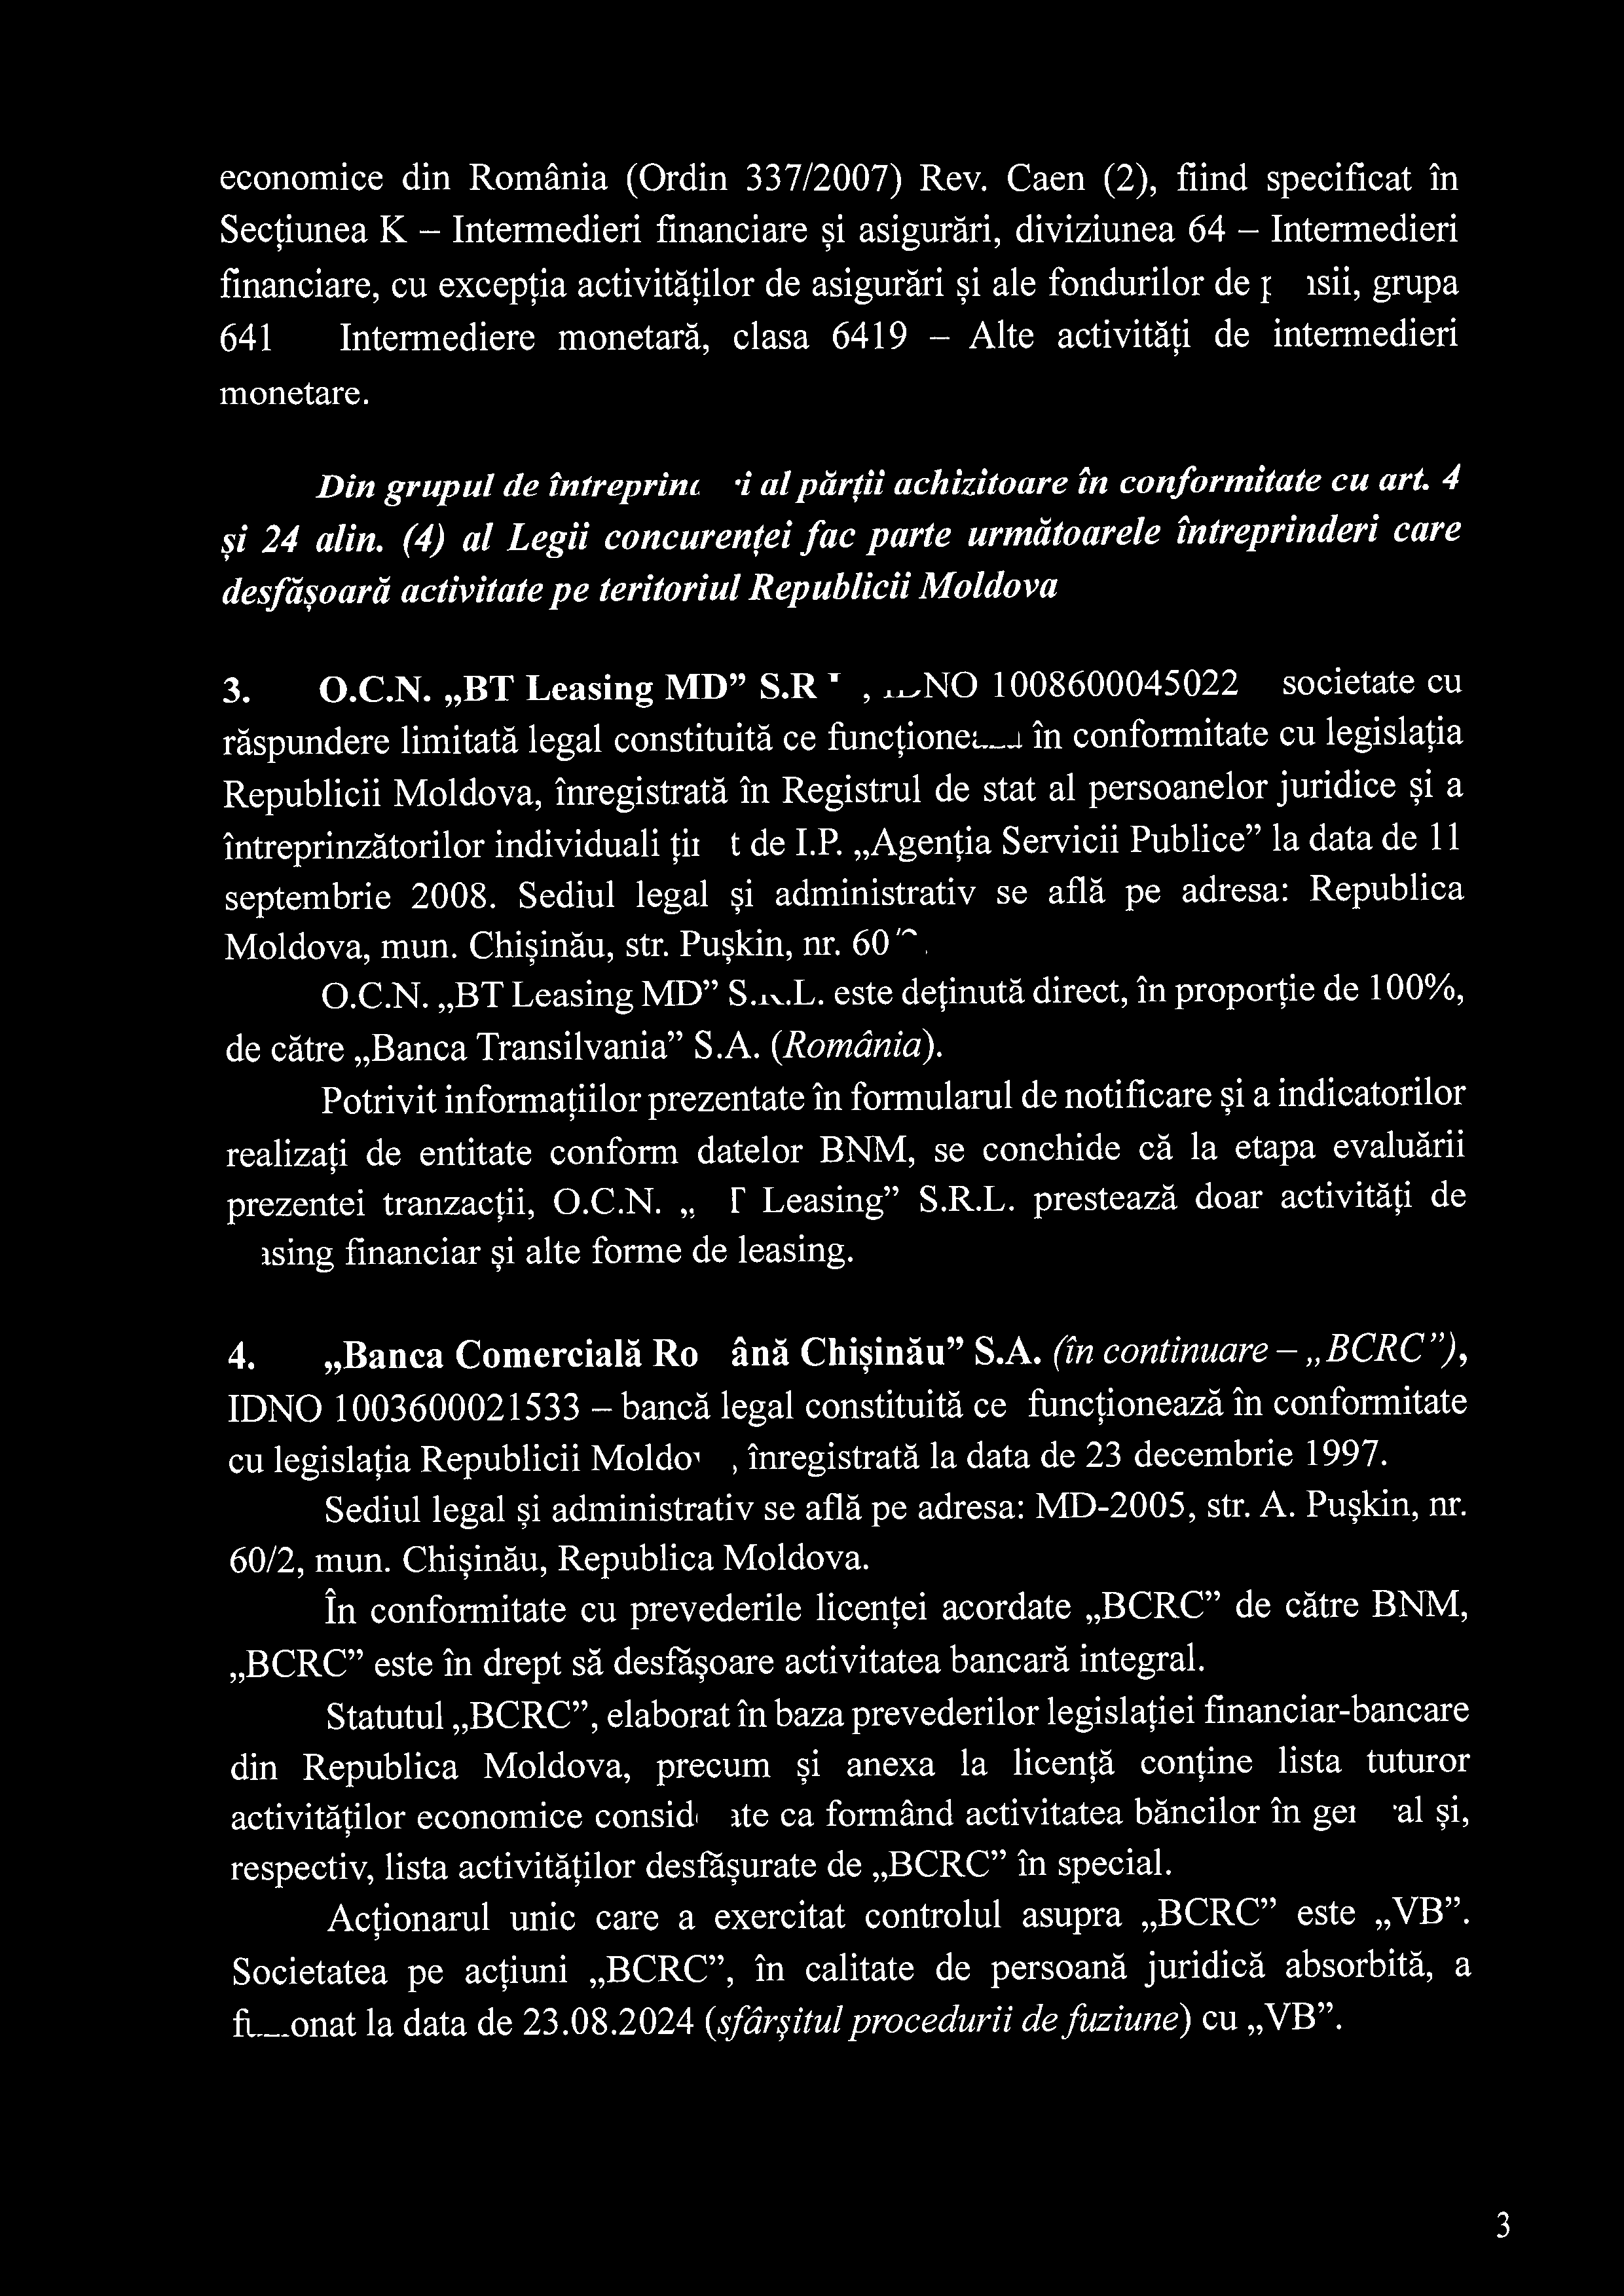 economice din România (Ordin 337/2007) Rev. Caen (2), fiind specificat în
Secțiunea K – Intermedieri financiare și asigurări, diviziunea 64 – Intermedieri
financiare, cu excepția activităților de asigurări și ale fondurilor de grupa
641 Intermediere monetară, clasa 6419 – Alte activități de intermedieri
monetare.
Din grupul de al părții achizitoare în conformitate cu art. 4
și 24 alin. (4) al Legii concurenței fac parte următoarele întreprinderi care
desfășoară activitate pe teritoriul Republicii Moldova
3. O.C.N. „BT Leasing MD” 1008600045022 societate cu
răspundere limitată legal constituită ce în conformitate cu legislația
Republicii Moldova, înregistrată în Registrul de stat al persoanelor juridice și a
întreprinzătorilor individuali de I.P. „Agenția Servicii Publice” la data de 11
septembrie 2008. Sediul legal și administrativ se află pe adresa: Republica
Moldova, mun. Chișinău, str. Pușkin, nr.
O.C.N. „BT Leasing MD” este deținută direct, în proporție de 100%,
de către „Banca Transilvania” S.A. (România).
Potrivit informațiilor prezentate în formularul de notificare și a indicatorilor
realizați de entitate conform datelor BNM, se conchide că la etapa evaluării
prezentei tranzacții, O.C.N. Leasing” S.R.L. prestează doar activități de
financiar și alte forme de leasing.
4. „Banca Comercială Chișinău” S.A. (în continuare – „BCRC”),
IDNO 1003600021533 – bancă legal constituită ce funcționează în conformitate
cu legislația Republicii înregistrată la data de 23 decembrie 1997.
Sediul legal și administrativ se află pe adresa: MD-2005, str. A. Pușkin, nr.
60/2, mun. Chișinău, Republica Moldova.
În conformitate cu prevederile licenței acordate „BCRC” de către BNM,
„BCRC” este în drept să desfășoare activitatea bancară integral.
Statutul „BCRC”, elaborat în baza prevederilor legislației financiar-bancare
din Republica Moldova, precum și anexa la licență conține lista tuturor
activităților economice ca formând activitatea băncilor în și,
respectiv, lista activităților desfășurate de „BCRC” în special.
Acționarul unic care a exercitat controlul asupra „BCRC” este „VB”.
Societatea pe acțiuni „BCRC”, în calitate de persoană juridică absorbită, a
la data de 23.08.2024 (sfârșitul procedurii de fuziune) cu „VB”.
3